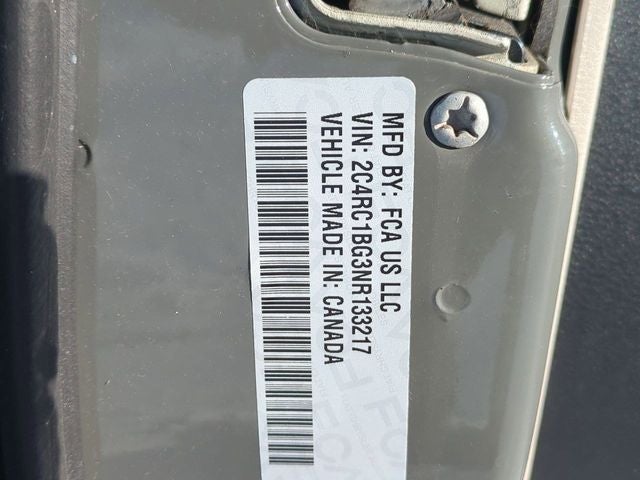 MFD BY: FCA US LLC
VIN: 2C4RC1BG3NR133217
VEHICLE MADE IN: CANADA